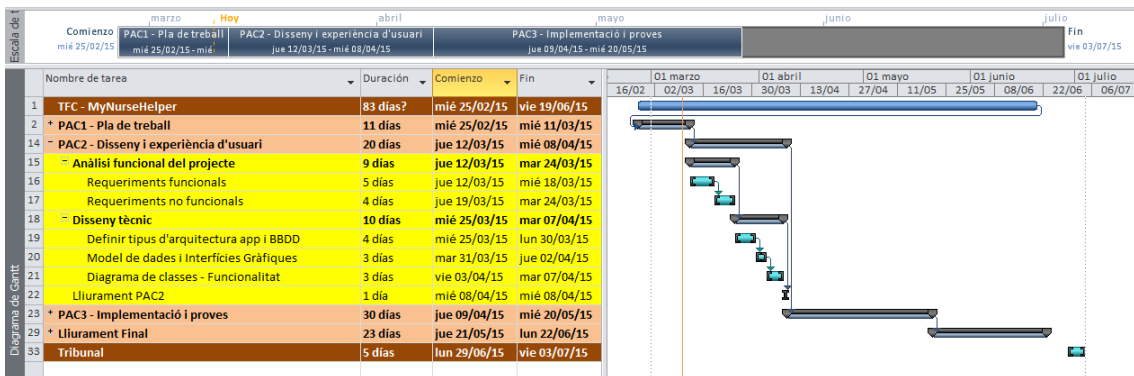 Escala de t
marzo Hoy abril mayo junio julio
Comienzo PAC1 - Pla de treball PAC2 - Disseny i experiència d'usuari PAC3 - Implementació i proves Fin
mié 25/02/15 mié 25/02/15 - mié jue 12/03/15 - mié 08/04/15 jue 09/04/15 - mié 20/05/15 vie 03/07/15
Nombre de tarea Duración Comienzo Fin 01 marzo 01 abril 01 mayo 01 junio 01 julio
16/02 02/03 16/03 30/03 13/04 27/04 11/05 25/05 08/06 22/06 06/07
1 TFC - MyNurseHelper 83 días? mié 25/02/15 vie 19/06/15
2 + PAC1 - Pla de treball 11 días mié 25/02/15 mié 11/03/15
14 - PAC2 - Disseny i experiència d'usuari 20 días jue 12/03/15 mié 08/04/15
15 - Anàlisi funcional del projecte 9 días jue 12/03/15 mar 24/03/15
16 Requeriments funcionals 5 días jue 12/03/15 mié 18/03/15
17 Requeriments no funcionals 4 días jue 19/03/15 mar 24/03/15
18 - Disseny tècnic 10 días mié 25/03/15 mar 07/04/15
19 Definir tipus d'arquitectura app i BBDD 4 días mié 25/03/15 lun 30/03/15
20 Model de dades i Interfícies Gràfiques 3 días mar 31/03/15 jue 02/04/15
21 Diagrama de classes - Funcionalitat 3 días vie 03/04/15 mar 07/04/15
22 Lliurament PAC2 1 día mié 08/04/15 mié 08/04/15
23 + PAC3 - Implementació i proves 30 días jue 09/04/15 mié 20/05/15
29 + Lliurament Final 23 días jue 21/05/15 lun 22/06/15
33 Tribunal 5 días lun 29/06/15 vie 03/07/15
Diagrama de Gantt